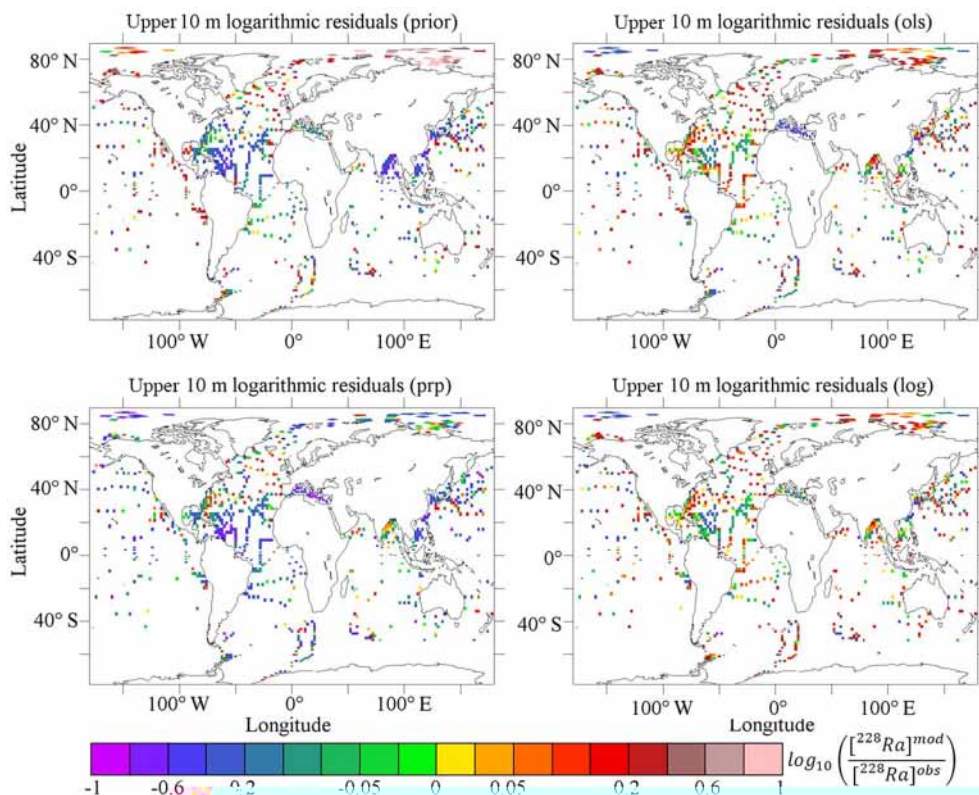 Upper 10 m logarithmic residuals (prior)
Upper 10 m logarithmic residuals (ols)
80° N
40° N
0°
40° S
Latitude
100° W
0°
100° E
80° N
40° N
0°
40° S
100° W
0°
100° E
Upper 10 m logarithmic residuals (prp)
Upper 10 m logarithmic residuals (log)
80° N
40° N
0°
40° S
Latitude
100° W
0°
100° E
Longitude
80° N
40° N
0°
40° S
100° W
0°
100° E
Longitude
-1 -0.6 -0.2 -0.05 0 0.05 0.2 0.6 1
log₁₀([²²⁸Ra]ᵐᵒᵈ/[²²⁸Ra]ᵒᵇˢ)